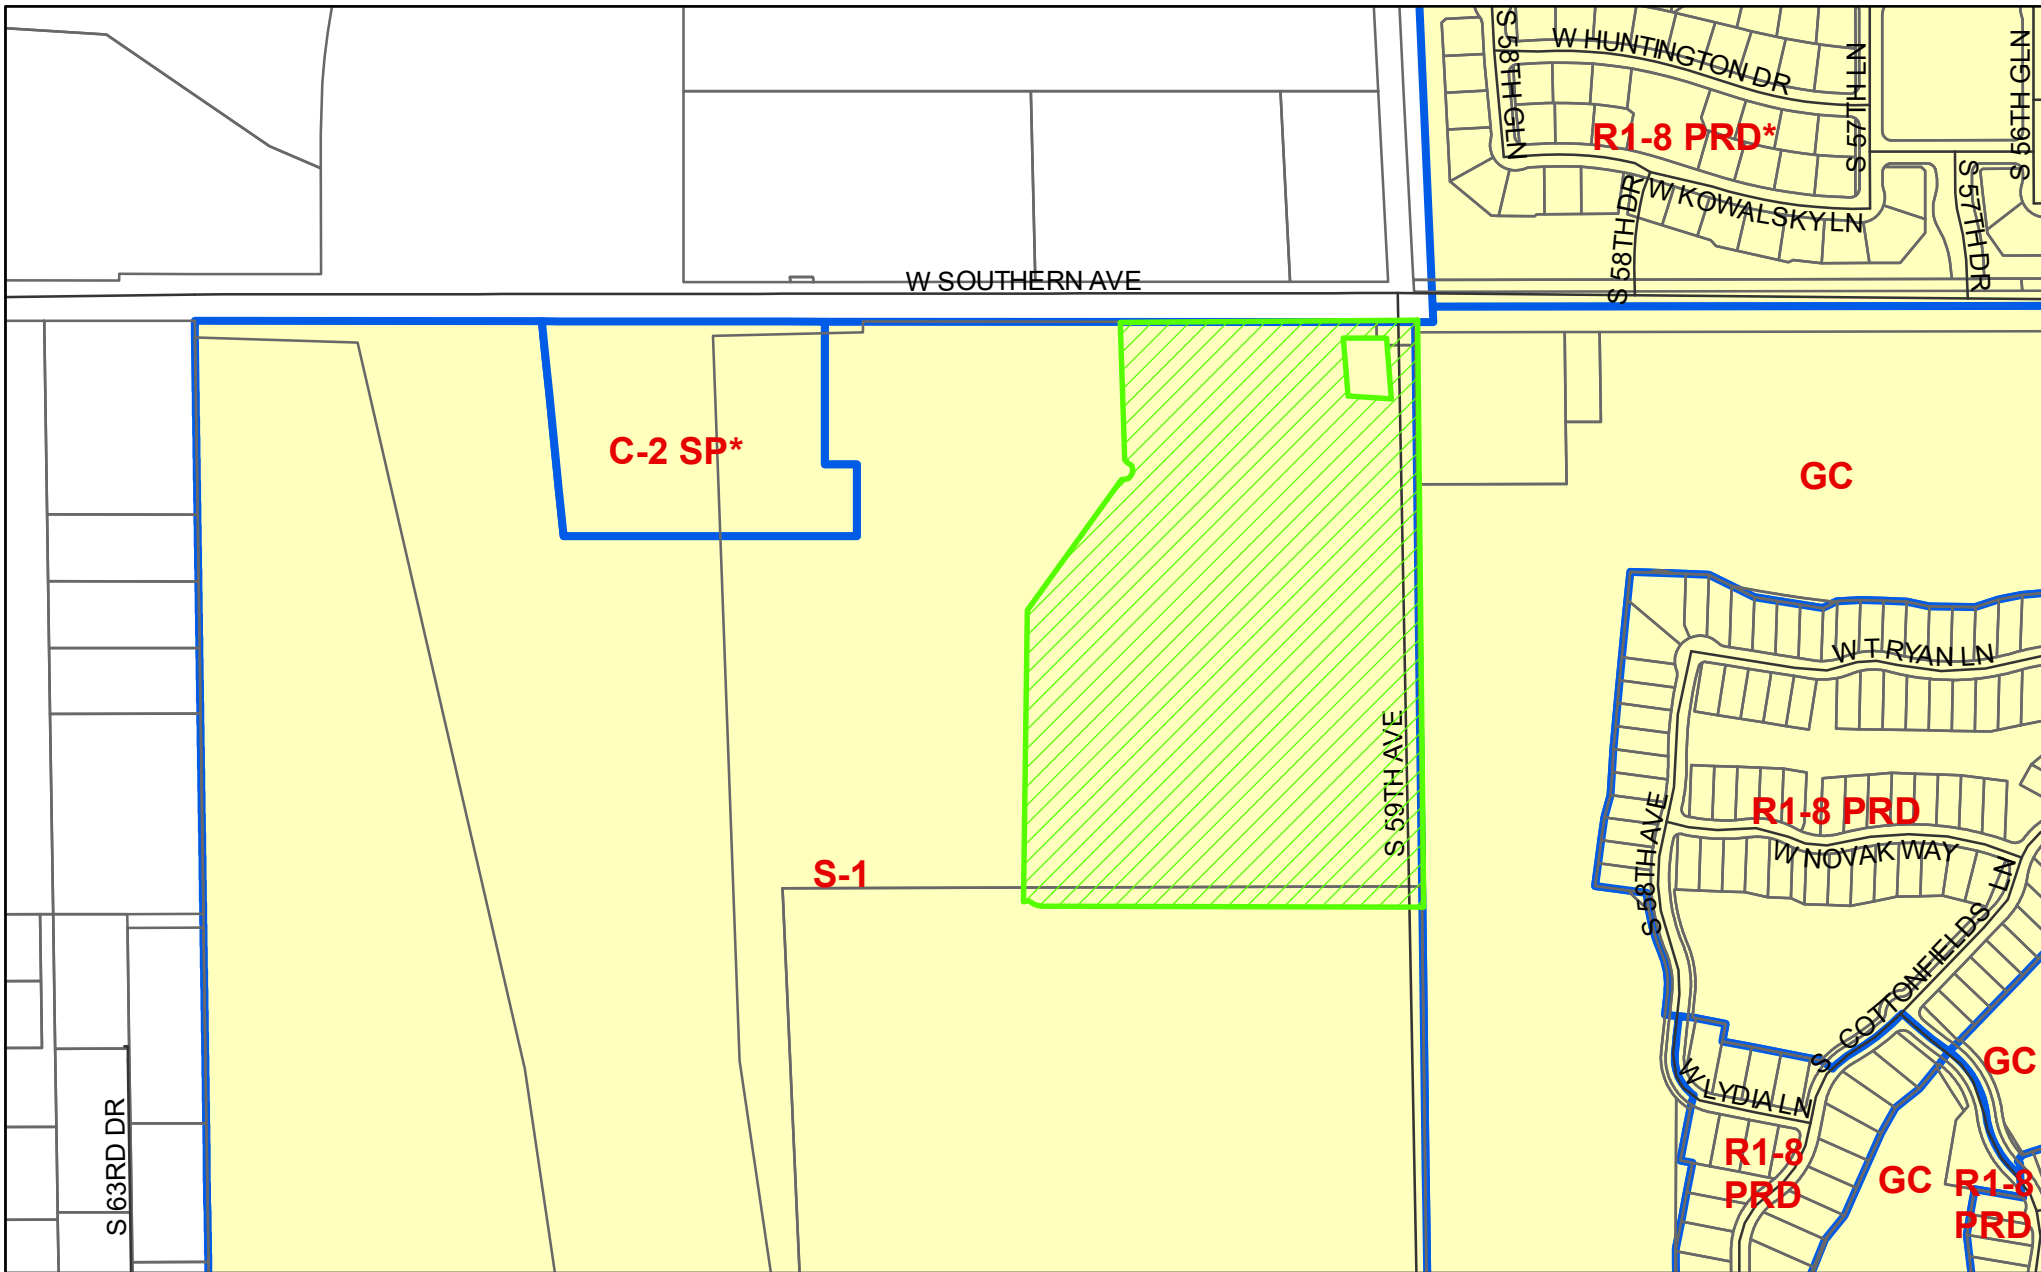 S 58TH GLN
W HUNTINGTON DR
S 57TH LN
S 56TH GLN
R1-8 PRD*
S 57TH DR
W KOWALSKY LN
S 58TH DR
W SOUTHERN AVE
C-2 SP*
GC
W T RYAN LN
S 59TH AVE
R1-8 PRD
S 58TH AVE
W NOVAK WAY
S-1
S COTTONFIELDS LN
GC
W LYDIA LN
S 63RD DR
R1-8
PRD
GC
R1-8
PRD